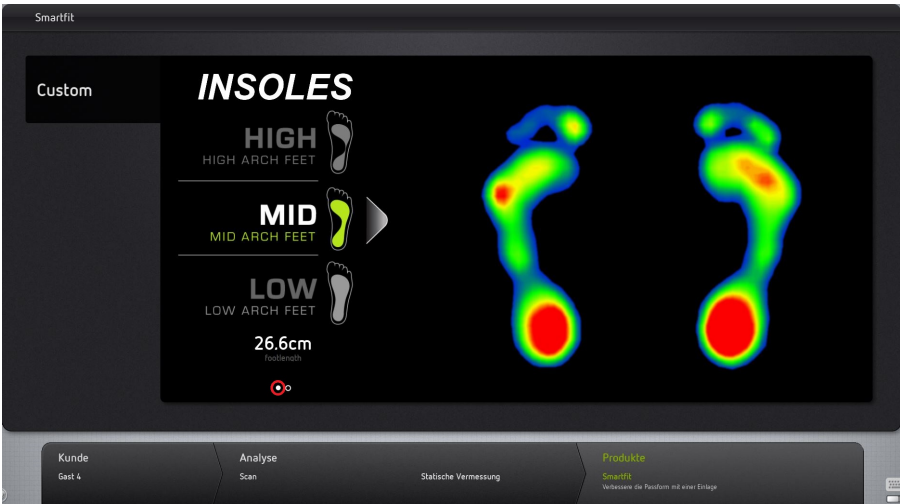 Smartfit
Custom
INSOLES
HIGH
HIGH ARCH FEET
MID
MID ARCH FEET
LOW
LOW ARCH FEET
26.6cm
footlength
Kunde
Gast 4
Analyse
Scan
Statische Vermessung
Produkte
Smartfit
Verbessere die Passform mit einer Einlage